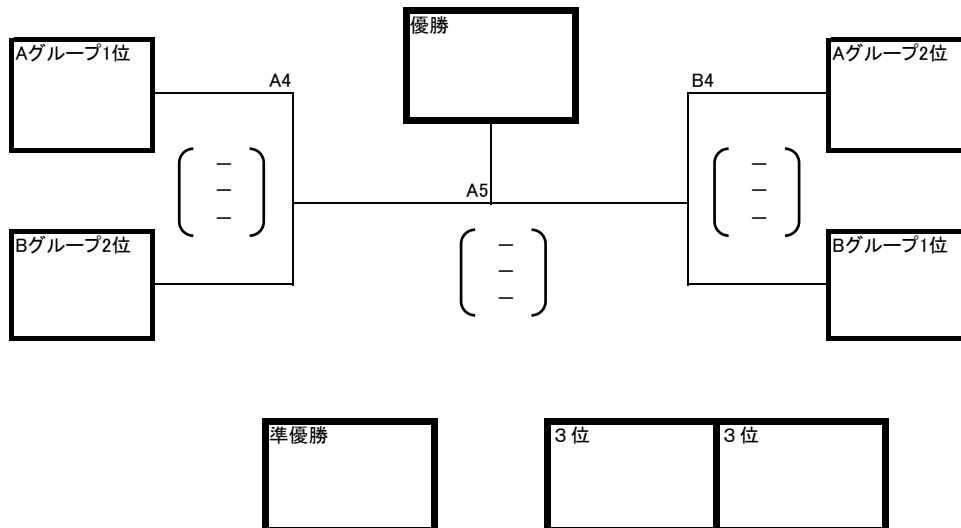 優勝
Aグループ1位
Aグループ2位
A4
B4
－
－
－
－
－
－
A5
Bグループ2位
Bグループ1位
－
－
－
準優勝
３位
３位